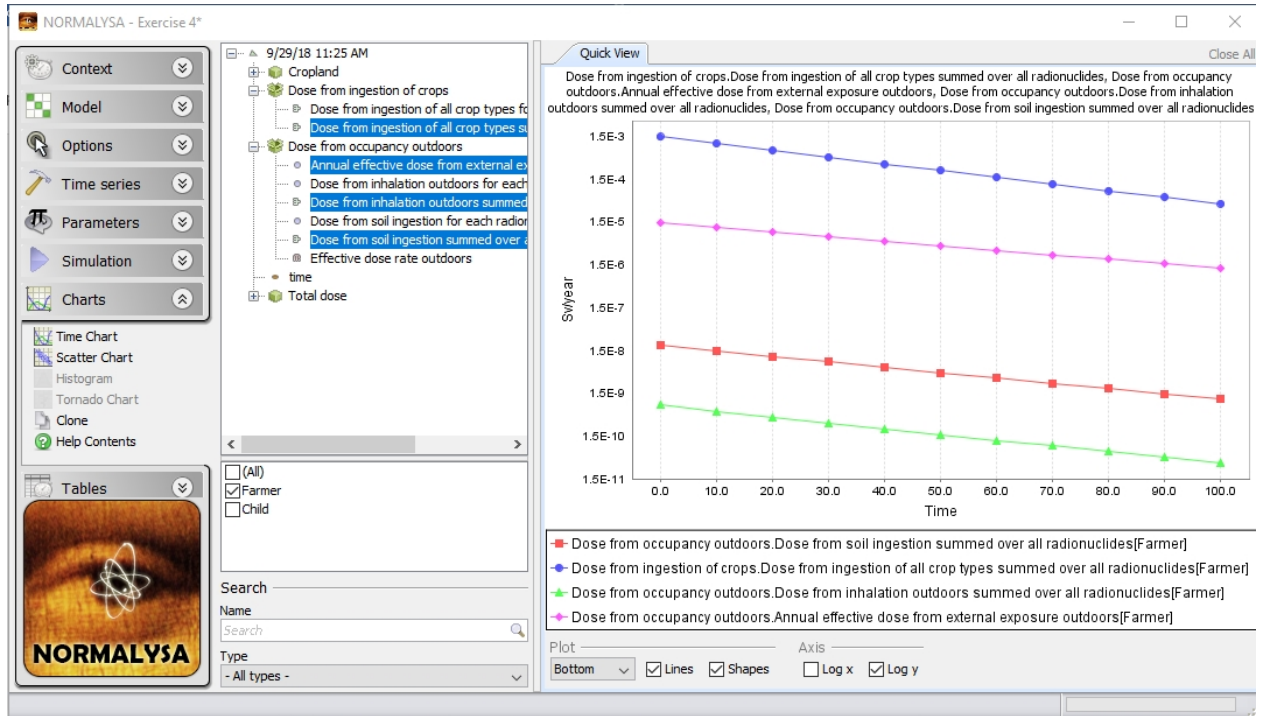 NORMALYSA - Exercise 4*
Context
Model
Options
Time series
Parameters
Simulation
Charts
Time Chart
Scatter Chart
Histogram
Tornado Chart
Clone
Help Contents
Tables
NORMALYSA
9/29/18 11:25 AM
Cropland
Dose from ingestion of crops
Dose from ingestion of all crop types fo
Dose from ingestion of all crop types su
Dose from occupancy outdoors
Annual effective dose from external ex
Dose from inhalation outdoors for each
Dose from inhalation outdoors summed
Dose from soil ingestion for each radion
Dose from soil ingestion summed over a
Effective dose rate outdoors
time
Total dose
(All)
Farmer
Child
Search
Name
Search
Type
- All types -
Quick View
Close All
Dose from ingestion of crops.Dose from ingestion of all crop types summed over all radionuclides, Dose from occupancy
outdoors.Annual effective dose from external exposure outdoors, Dose from occupancy outdoors.Dose from inhalation
outdoors summed over all radionuclides, Dose from occupancy outdoors.Dose from soil ingestion summed over all radionuclides
1.5E-3
1.5E-4
1.5E-5
1.5E-6
1.5E-7
1.5E-8
1.5E-9
1.5E-10
1.5E-11
Sv/year
0.0 10.0 20.0 30.0 40.0 50.0 60.0 70.0 80.0 90.0 100.0
Time
Dose from occupancy outdoors.Dose from soil ingestion summed over all radionuclides[Farmer]
Dose from ingestion of crops.Dose from ingestion of all crop types summed over all radionuclides[Farmer]
Dose from occupancy outdoors.Dose from inhalation outdoors summed over all radionuclides[Farmer]
Dose from occupancy outdoors.Annual effective dose from external exposure outdoors[Farmer]
Plot
Axis
Bottom Lines Shapes Log x Log y